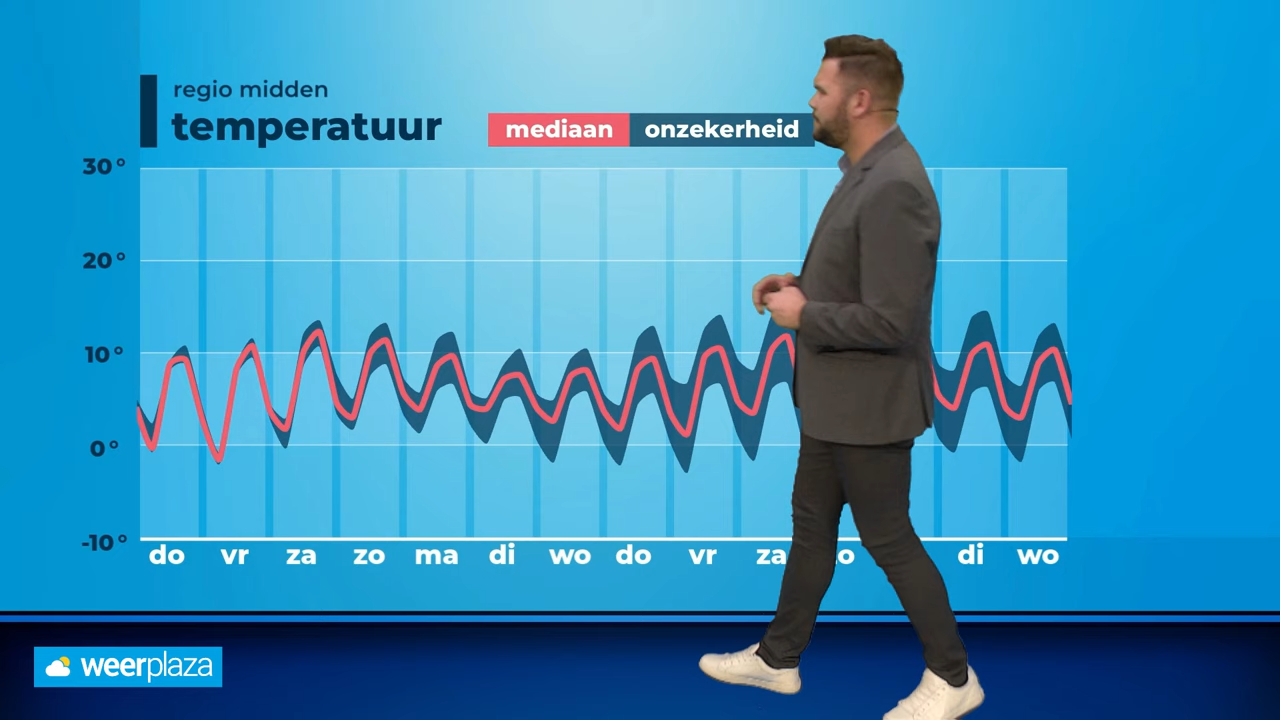 regio midden
temperatuur
mediaan onzekerheid
30°
20°
10°
0°
-10°
do vr za zo ma di wo do vr za di wo
weerplaza